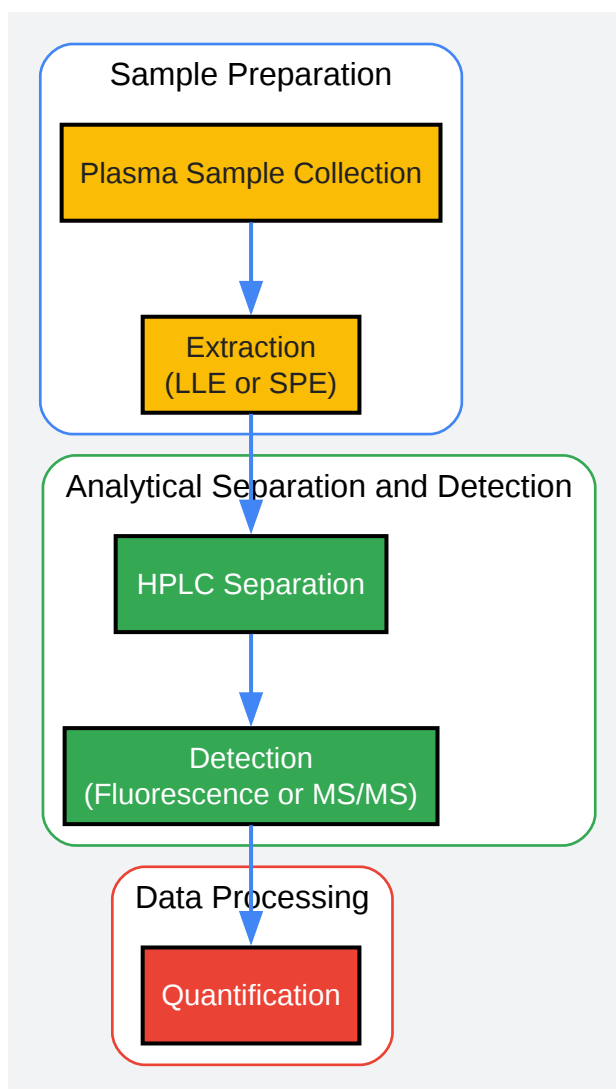 Sample Preparation
Plasma Sample Collection
Extraction
(LLE or SPE)
Analytical Separation and Detection
HPLC Separation
Detection
(Fluorescence or MS/MS)
Data Processing
Quantification